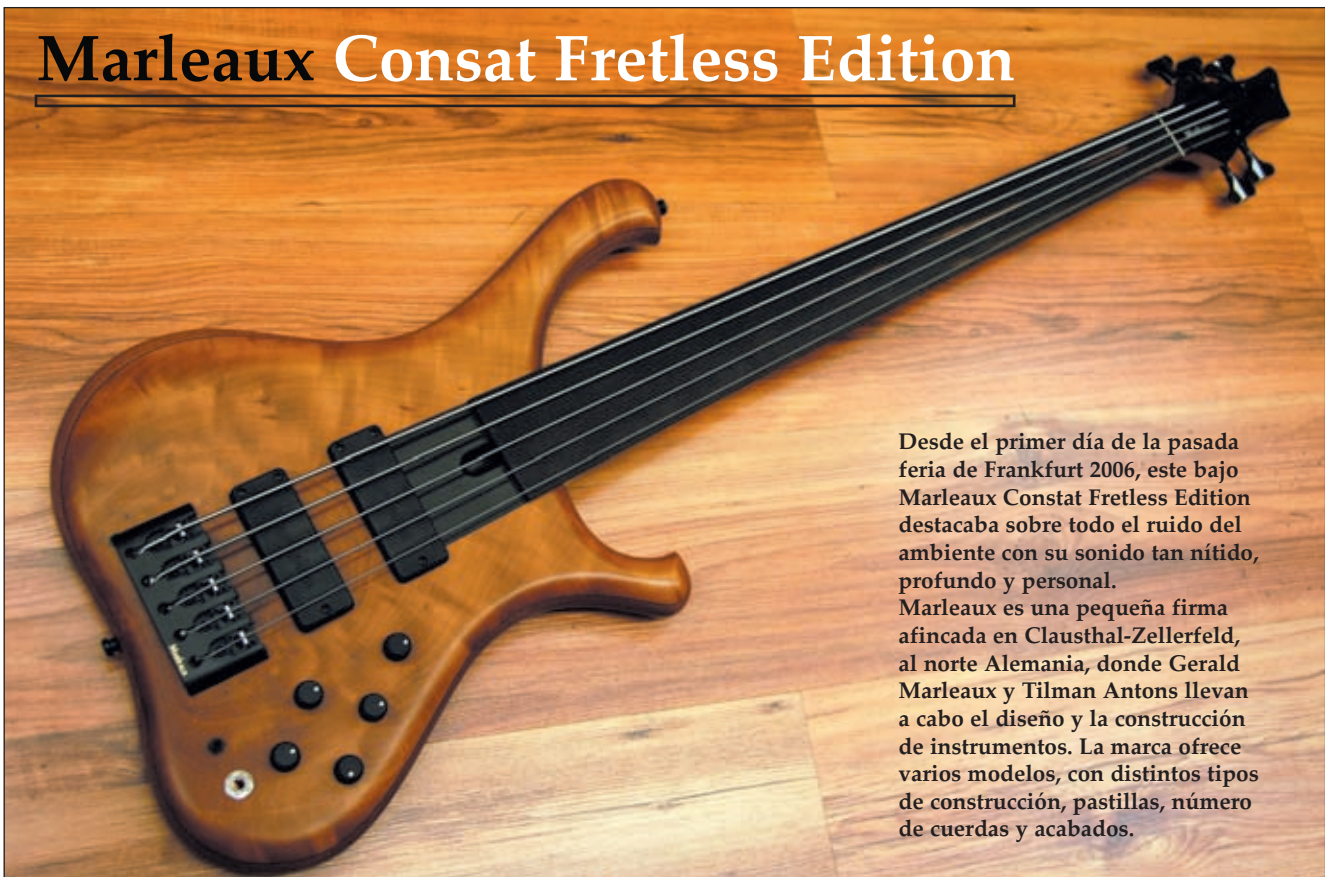 Marleaux Consat Fretless Edition
Desde el primer día de la pasada
feria de Frankfurt 2006, este bajo
Marleaux Constat Fretless Edition
destacaba sobre todo el ruido del
ambiente con su sonido tan nítido,
profundo y personal.
Marleaux es una pequeña firma
afincada en Clausthal-Zellerfeld,
al norte Alemania, donde Gerald
Marleaux y Tilman Antons llevan
a cabo el diseño y la construcción
de instrumentos. La marca ofrece
varios modelos, con distintos tipos
de construcción, pastillas, número
de cuerdas y acabados.